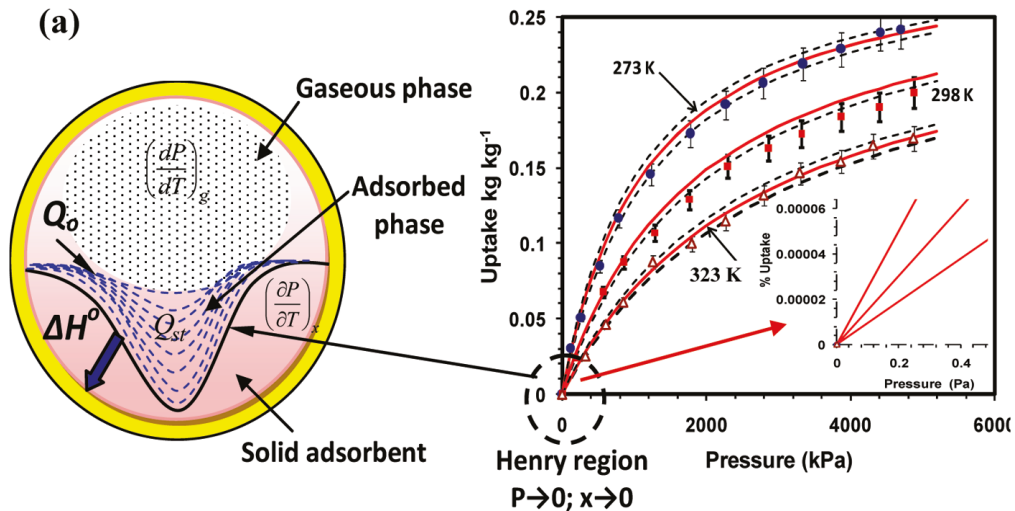 (a)
Gaseous phase
(dP/dT)g
Adsorbed
phase
Qo
(∂P/∂T)x
ΔHo
Qst
Solid adsorbent
Uptake kg kg-1
0.25
0.2
0.15
0.1
0.05
0
0
2000
4000
6000
Pressure (kPa)
273 K
298 K
323 K
% Uptake
0.00006
0.00004
0.00002
0
0
0.2
0.4
Pressure (Pa)
Henry region
P→0; x→0